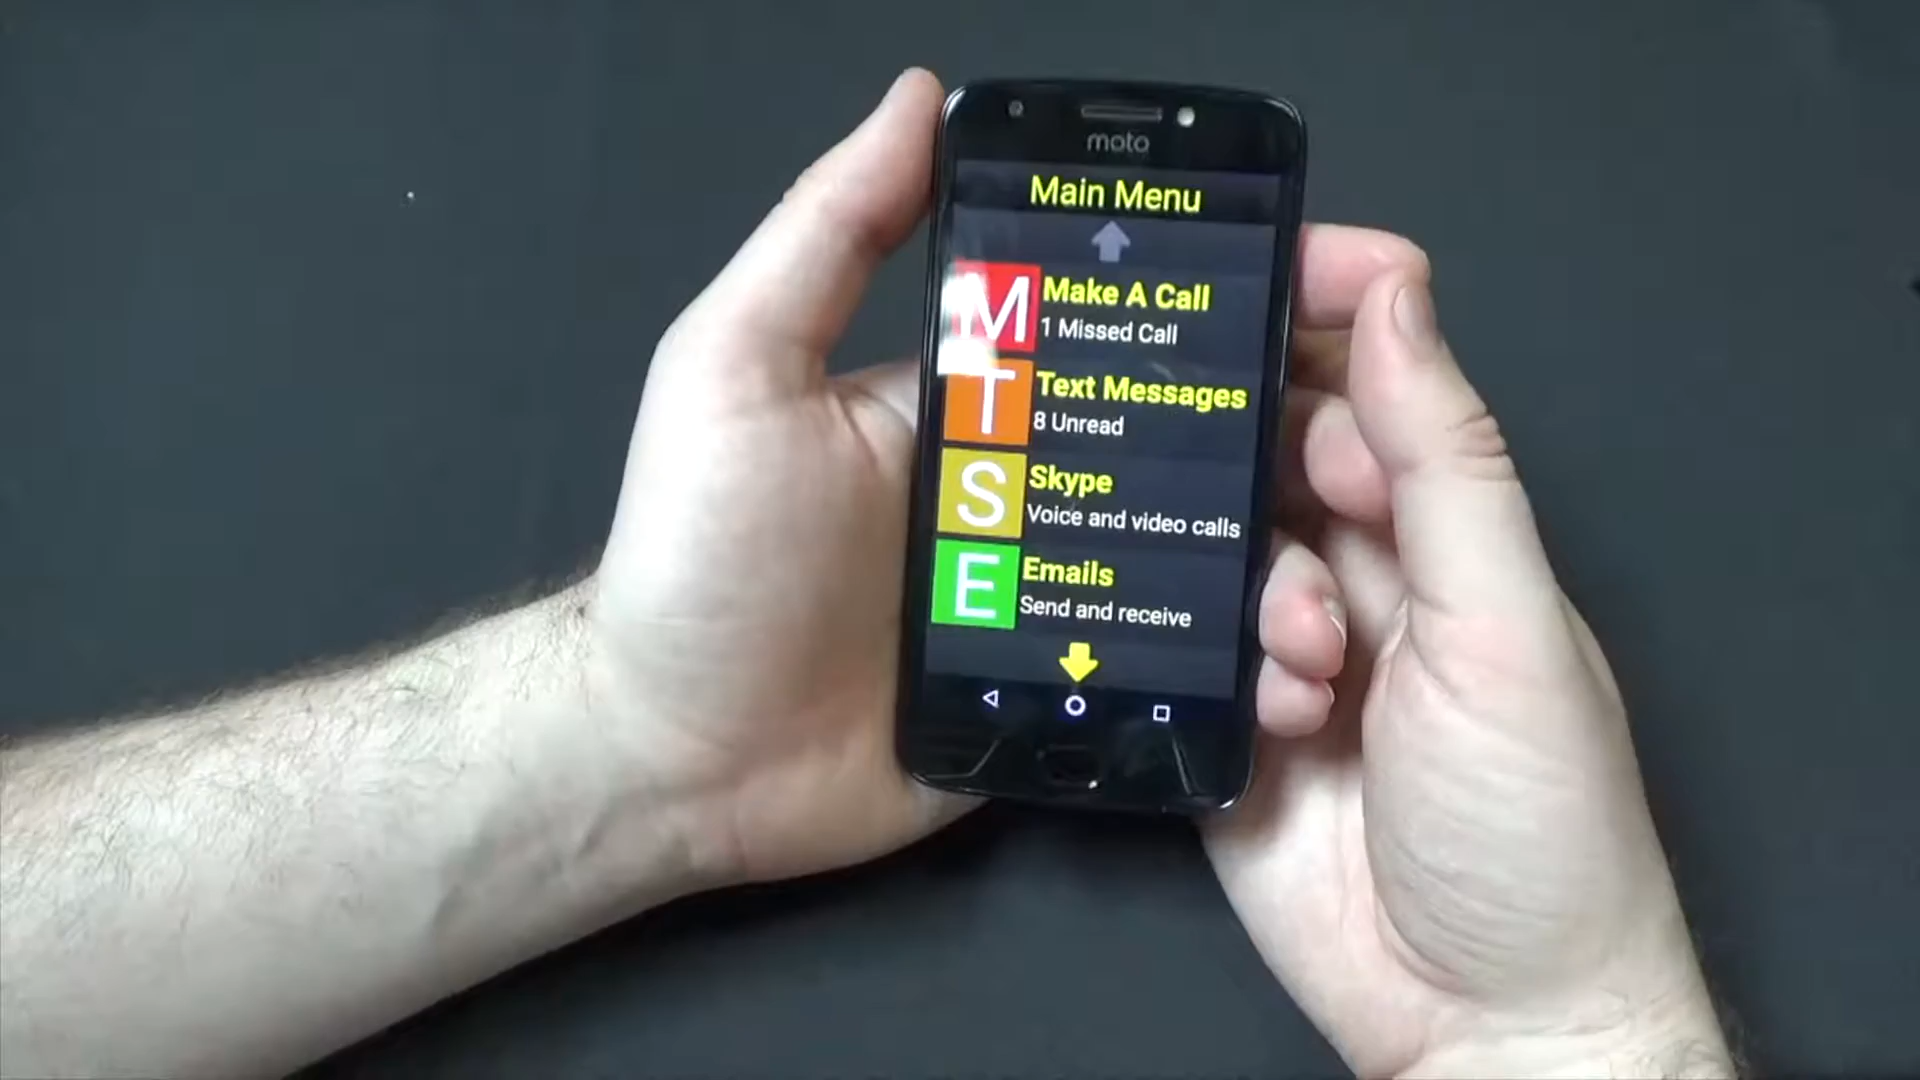 moto
Main Menu
M
Make A Call
1 Missed Call
T
Text Messages
8 Unread
S
Skype
Voice and video calls
E
Emails
Send and receive